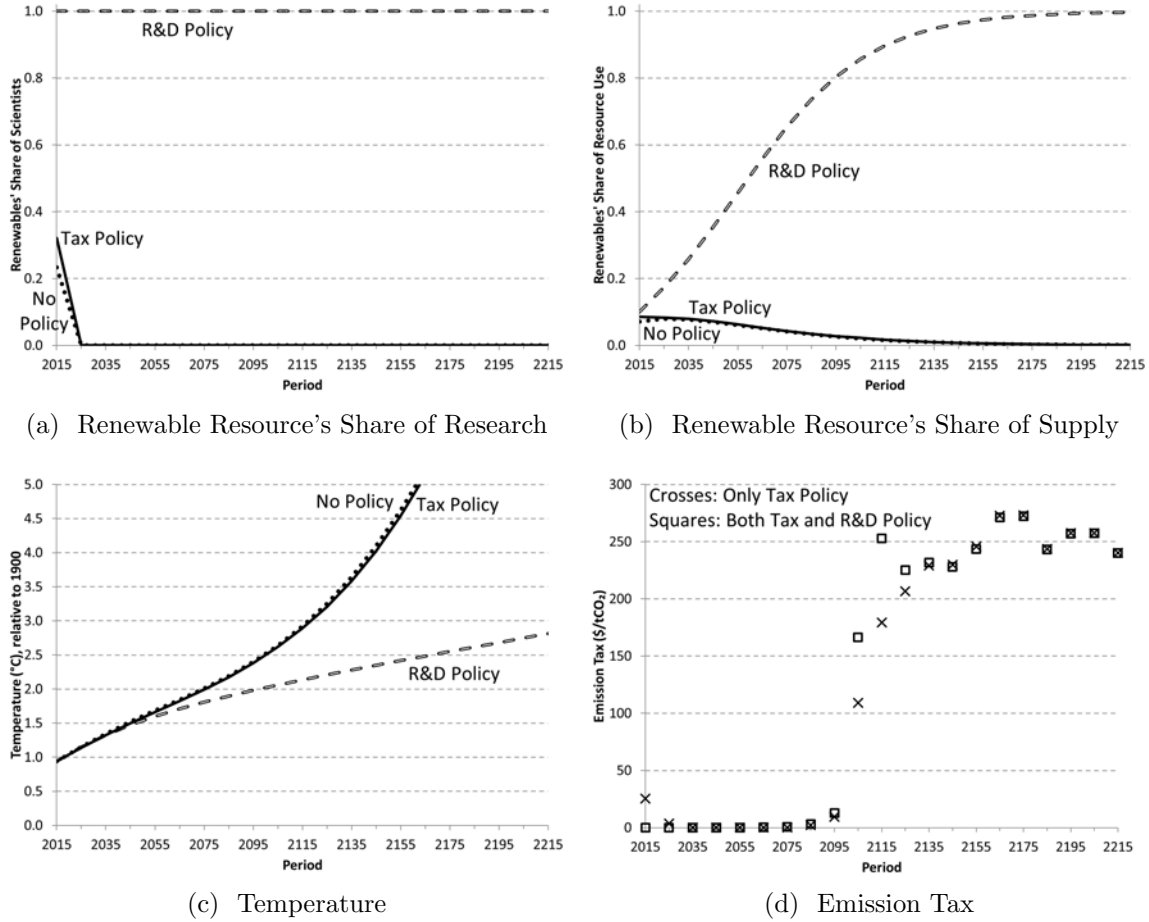 Renewables' Share of Scientists
1.0
0.8
0.6
0.4
0.2
0.0
R&D Policy
Tax Policy
No
Policy
2015 2035 2055 2075 2095 2115 2135 2155 2175 2195 2215
Period
(a) Renewable Resource's Share of Research
Renewables' Share of Resource Use
1.0
0.8
0.6
0.4
0.2
0.0
R&D Policy
Tax Policy
No Policy
2015 2035 2055 2075 2095 2115 2135 2155 2175 2195 2215
Period
(b) Renewable Resource's Share of Supply
Temperature (°C), relative to 1900
5.0
4.5
4.0
3.5
3.0
2.5
2.0
1.5
1.0
0.5
0.0
No Policy
Tax Policy
R&D Policy
2015 2035 2055 2075 2095 2115 2135 2155 2175 2195 2215
Period
(c) Temperature
Emission Tax ($/tCO₂)
300
250
200
150
100
50
0
Crosses: Only Tax Policy
Squares: Both Tax and R&D Policy
2015 2035 2055 2075 2095 2115 2135 2155 2175 2195 2215
Period
(d) Emission Tax